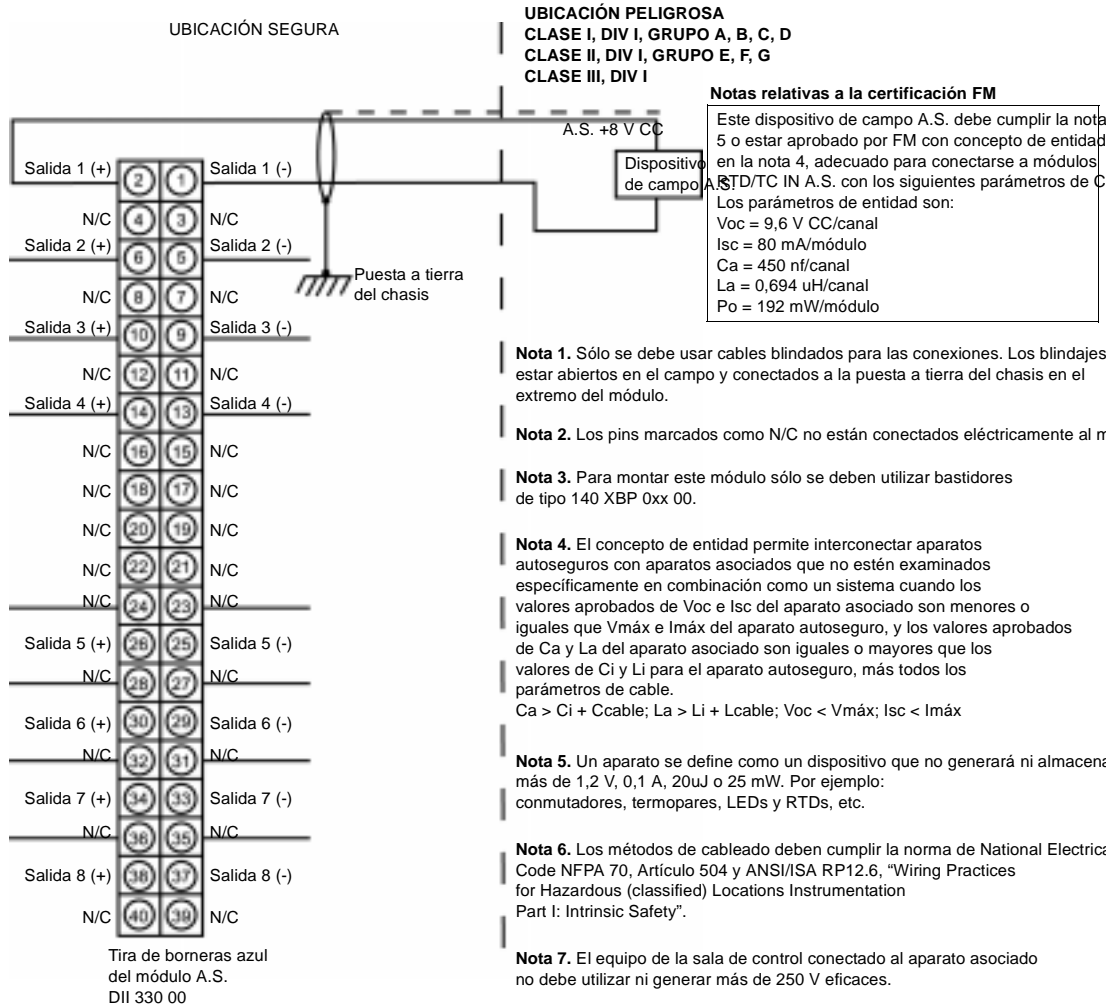 UBICACIÓN SEGURA
UBICACIÓN PELIGROSA
CLASE I, DIV I, GRUPO A, B, C, D
CLASE II, DIV I, GRUPO E, F, G
CLASE III, DIV I
Notas relativas a la certificación FM
Este dispositivo de campo A.S. debe cumplir la nota
5 o estar aprobado por FM con concepto de entidad
en la nota 4, adecuado para conectarse a módulos
RTD/TC IN A.S. con los siguientes parámetros de C
Los parámetros de entidad son:
Voc = 9,6 V CC/canal
Isc = 80 mA/módulo
Ca = 450 nf/canal
La = 0,694 uH/canal
Po = 192 mW/módulo
A.S. +8 V CC
Dispositivo
de campo A.S.
Puesta a tierra
del chasis
Salida 1 (+) 2 1 Salida 1 (-)
N/C 4 3 N/C
Salida 2 (+) 6 5 Salida 2 (-)
N/C 8 7 N/C
Salida 3 (+) 10 9 Salida 3 (-)
N/C 12 11 N/C
Salida 4 (+) 14 13 Salida 4 (-)
N/C 16 15 N/C
N/C 18 17 N/C
N/C 20 19 N/C
N/C 22 21 N/C
N/C 24 23 N/C
Salida 5 (+) 26 25 Salida 5 (-)
N/C 28 27 N/C
Salida 6 (+) 30 29 Salida 6 (-)
N/C 32 31 N/C
Salida 7 (+) 34 33 Salida 7 (-)
N/C 36 35 N/C
Salida 8 (+) 38 37 Salida 8 (-)
N/C 40 39 N/C
Tira de borneras azul
del módulo A.S.
DII 330 00
Nota 1. Sólo se debe usar cables blindados para las conexiones. Los blindajes
estar abiertos en el campo y conectados a la puesta a tierra del chasis en el
extremo del módulo.
Nota 2. Los pins marcados como N/C no están conectados eléctricamente al m
Nota 3. Para montar este módulo sólo se deben utilizar bastidores
de tipo 140 XBP 0xx 00.
Nota 4. El concepto de entidad permite interconectar aparatos
autoseguros con aparatos asociados que no estén examinados
específicamente en combinación como un sistema cuando los
valores aprobados de Voc e Isc del aparato asociado son menores o
iguales que Vmáx e Imáx del aparato autoseguro, y los valores aprobados
de Ca y La del aparato asociado son iguales o mayores que los
valores de Ci y Li para el aparato autoseguro, más todos los
parámetros de cable.
Ca > Ci + Ccable; La > Li + Lcable; Voc < Vmáx; Isc < Imáx
Nota 5. Un aparato se define como un dispositivo que no generará ni almacena
más de 1,2 V, 0,1 A, 20uJ o 25 mW. Por ejemplo:
conmutadores, termopares, LEDs y RTDs, etc.
Nota 6. Los métodos de cableado deben cumplir la norma de National Electrica
Code NFPA 70, Artículo 504 y ANSI/ISA RP12.6, “Wiring Practices
for Hazardous (classified) Locations Instrumentation
Part I: Intrinsic Safety”.
Nota 7. El equipo de la sala de control conectado al aparato asociado
no debe utilizar ni generar más de 250 V eficaces.